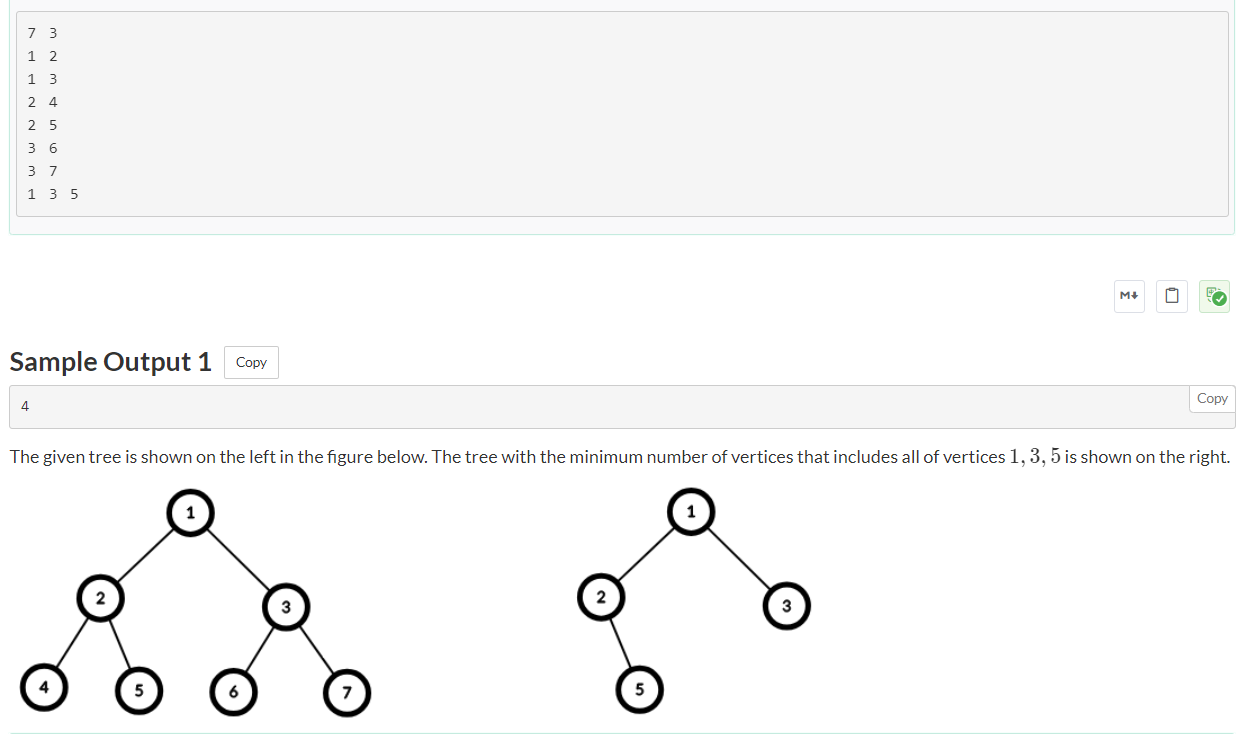 7 3
1 2
1 3
2 4
2 5
3 6
3 7
1 3 5
M
Sample Output 1 Copy
Copy
4
The given tree is shown on the left in the figure below. The tree with the minimum number of vertices that includes all of vertices 1, 3, 5 is shown on the right.
1 1
2 3 2 3
4 5 6 7 5